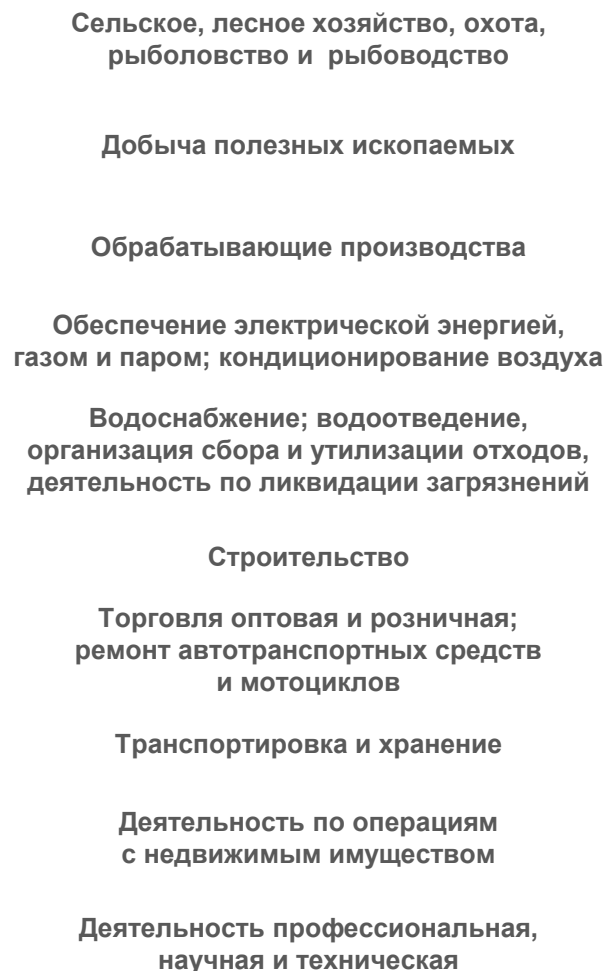 Сельское, лесное хозяйство, охота,
рыболовство и рыбоводство
Добыча полезных ископаемых
Обрабатывающие производства
Обеспечение электрической энергией,
газом и паром; кондиционирование воздуха
Водоснабжение; водоотведение,
организация сбора и утилизации отходов,
деятельность по ликвидации загрязнений
Строительство
Торговля оптовая и розничная;
ремонт автотранспортных средств
и мотоциклов
Транспортировка и хранение
Деятельность по операциям
с недвижимым имуществом
Деятельность профессиональная,
научная и техническая